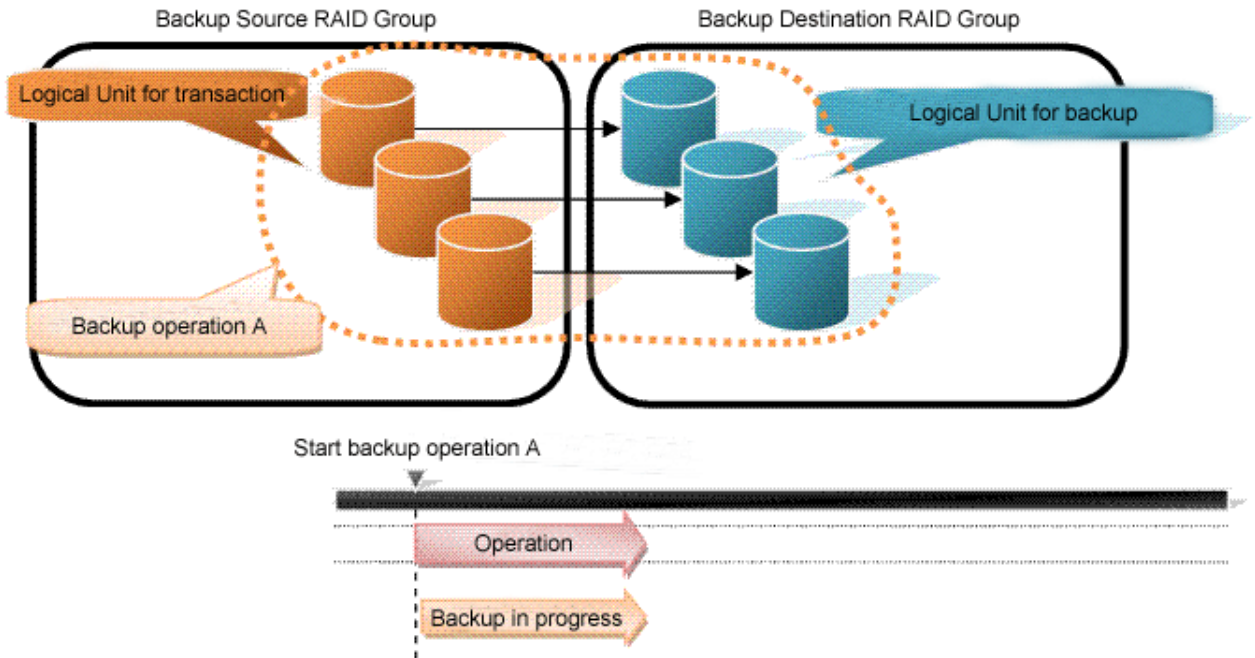 Backup Source RAID Group
Backup Destination RAID Group
Logical Unit for transaction
Logical Unit for backup
Backup operation A
Start backup operation A
Operation
Backup in progress